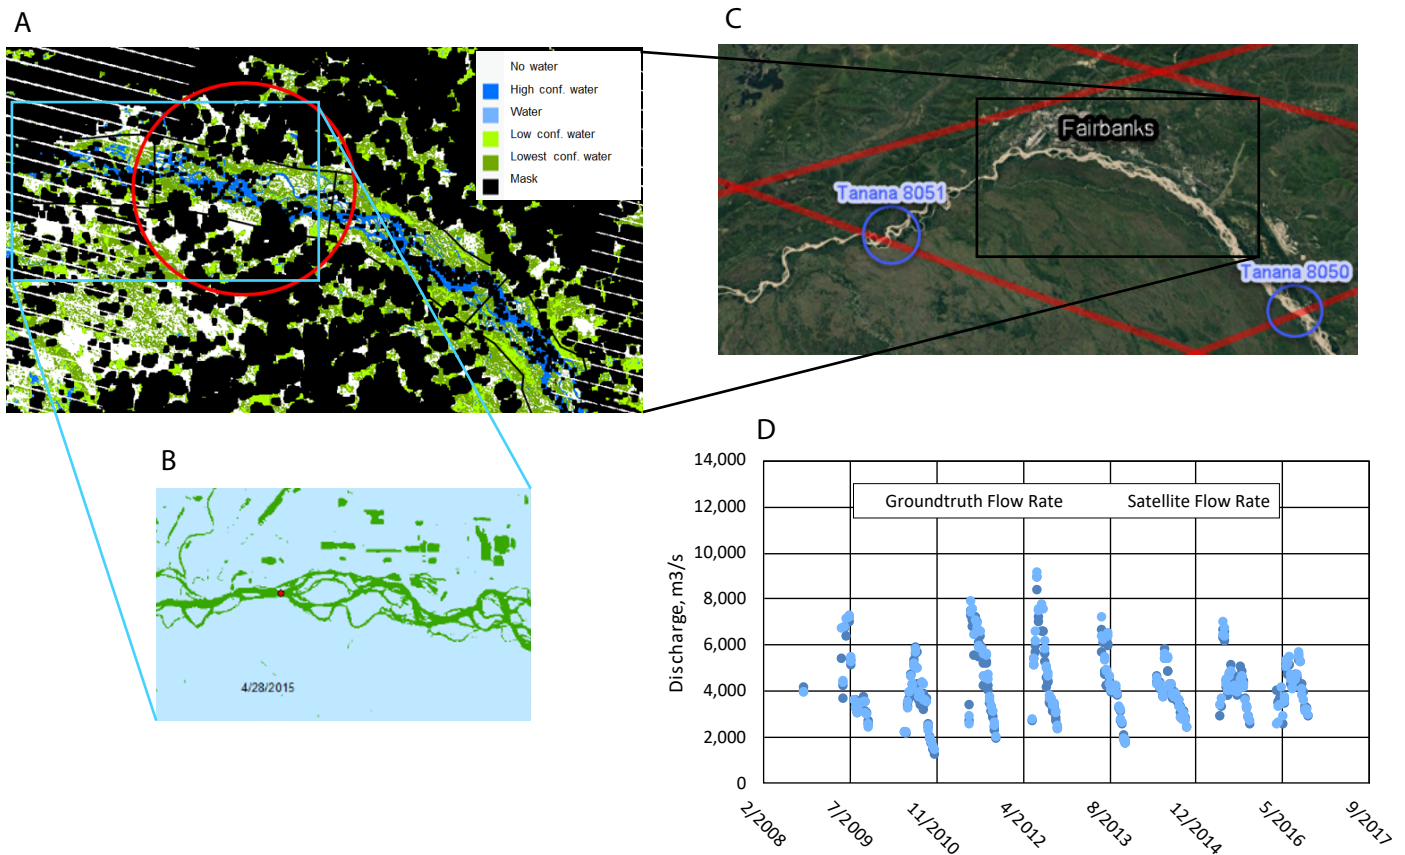 A
No water
High conf. water
Water
Low conf. water
Lowest conf. water
Mask
C
Fairbanks
Tanana 8051
Tanana 8050
B
4/28/2015
D
14,000
12,000
10,000
8,000
6,000
4,000
2,000
0
Discharge, m3/s
Groundtruth Flow Rate
Satellite Flow Rate
2/2008
7/2009
11/2010
4/2012
8/2013
12/2014
5/2016
9/2017